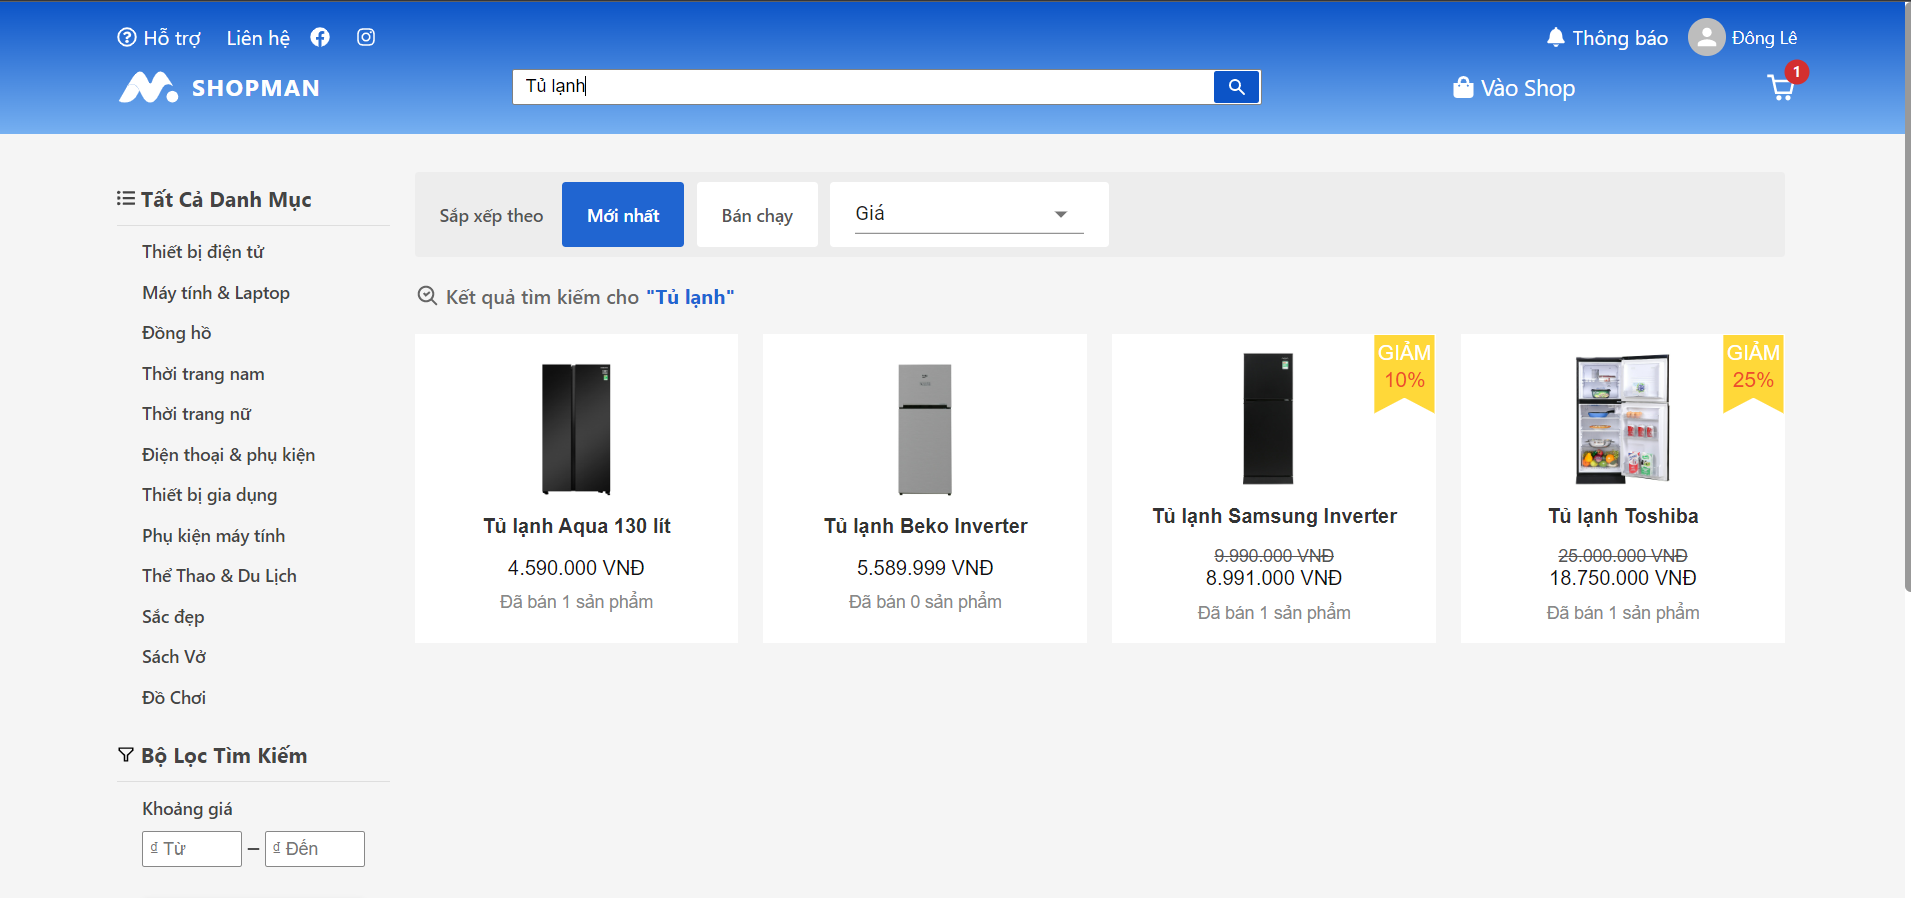 Hỗ trợ
Liên hệ
Thông báo
Đông Lê
SHOPMAN
Tủ lạnh
Vào Shop
1
Tất Cả Danh Mục
Thiết bị điện tử
Máy tính & Laptop
Đồng hồ
Thời trang nam
Thời trang nữ
Điện thoại & phụ kiện
Thiết bị gia dụng
Phụ kiện máy tính
Thể Thao & Du Lịch
Sắc đẹp
Sách Vở
Đồ Chơi
Bộ Lọc Tìm Kiếm
Khoảng giá
₫ Từ
₫ Đến
Sắp xếp theo
Mới nhất
Bán chạy
Giá
Kết quả tìm kiếm cho "Tủ lạnh"
Tủ lạnh Aqua 130 lít
4.590.000 VNĐ
Đã bán 1 sản phẩm
Tủ lạnh Beko Inverter
5.589.999 VNĐ
Đã bán 0 sản phẩm
GIẢM
10%
Tủ lạnh Samsung Inverter
9.990.000 VNĐ
8.991.000 VNĐ
Đã bán 1 sản phẩm
GIẢM
25%
Tủ lạnh Toshiba
25.000.000 VNĐ
18.750.000 VNĐ
Đã bán 1 sản phẩm